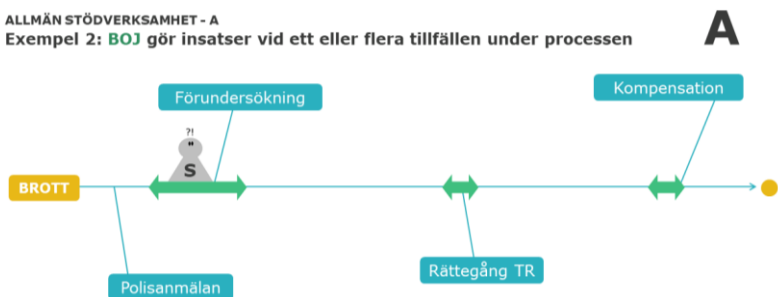 ALLMÄN STÖDVERKSAMHET - A
Exempel 2: BOJ gör insatser vid ett eller flera tillfällen under processen
A
Kompensation
Förundersökning
?!
S
BROTT
Rättegång TR
Polisanmälan